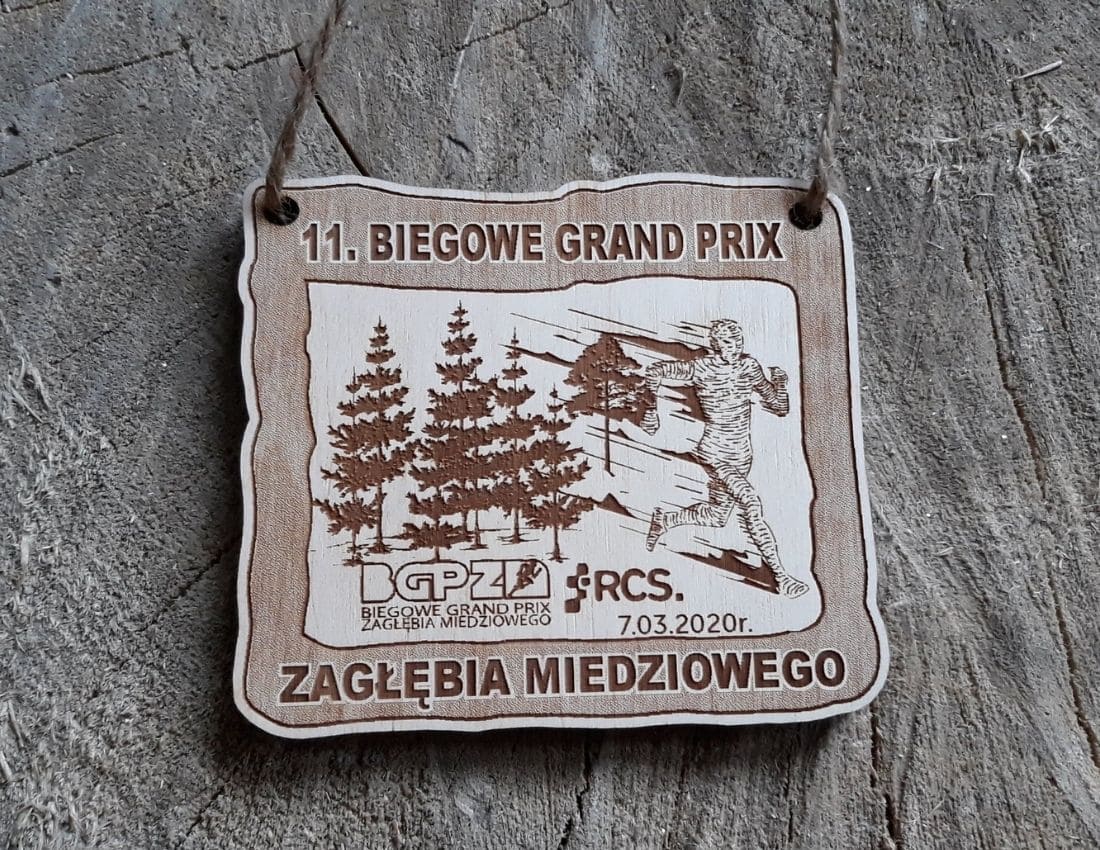 11. BIEGOWE GRAND PRIX
BGPZM
BIEGOWE GRAND PRIX
ZAGŁĘBIA MIEDZIOWEGO
RCS.
7.03.2020r.
ZAGŁĘBIA MIEDZIOWEGO